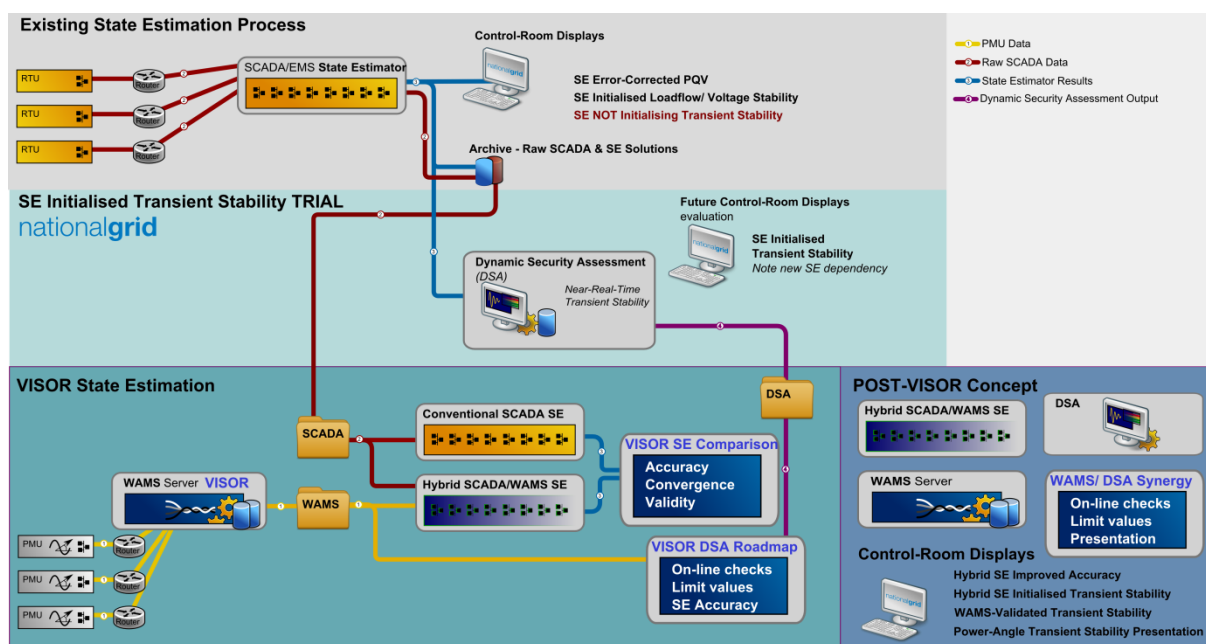 Existing State Estimation Process
RTU
Router
RTU
Router
RTU
Router
SCADA/EMS State Estimator
Control-Room Displays
nationalgrid
SE Error-Corrected PQV
SE Initialised Loadflow/ Voltage Stability
SE NOT Initialising Transient Stability
Archive - Raw SCADA & SE Solutions
1 PMU Data
2 Raw SCADA Data
3 State Estimator Results
4 Dynamic Security Assessment Output
SE Initialised Transient Stability TRIAL
nationalgrid
Dynamic Security Assessment
(DSA)
Near-Real-Time
Transient Stability
Future Control-Room Displays
evaluation
nationalgrid
SE Initialised
Transient Stability
Note new SE dependency
VISOR State Estimation
SCADA
WAMS Server VISOR
WAMS
PMU
Router
PMU
Router
PMU
Router
Conventional SCADA SE
Hybrid SCADA/WAMS SE
VISOR SE Comparison
Accuracy
Convergence
Validity
DSA
VISOR DSA Roadmap
On-line checks
Limit values
SE Accuracy
POST-VISOR Concept
Hybrid SCADA/WAMS SE
DSA
WAMS Server
WAMS/ DSA Synergy
On-line checks
Limit values
Presentation
Control-Room Displays
nationalgrid
Hybrid SE Improved Accuracy
Hybrid SE Initialised Transient Stability
WAMS-Validated Transient Stability
Power-Angle Transient Stability Presentation